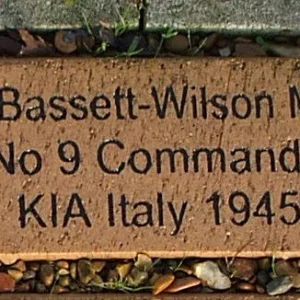 Bassett-Wilson M
No 9 Command
KIA Italy 1945